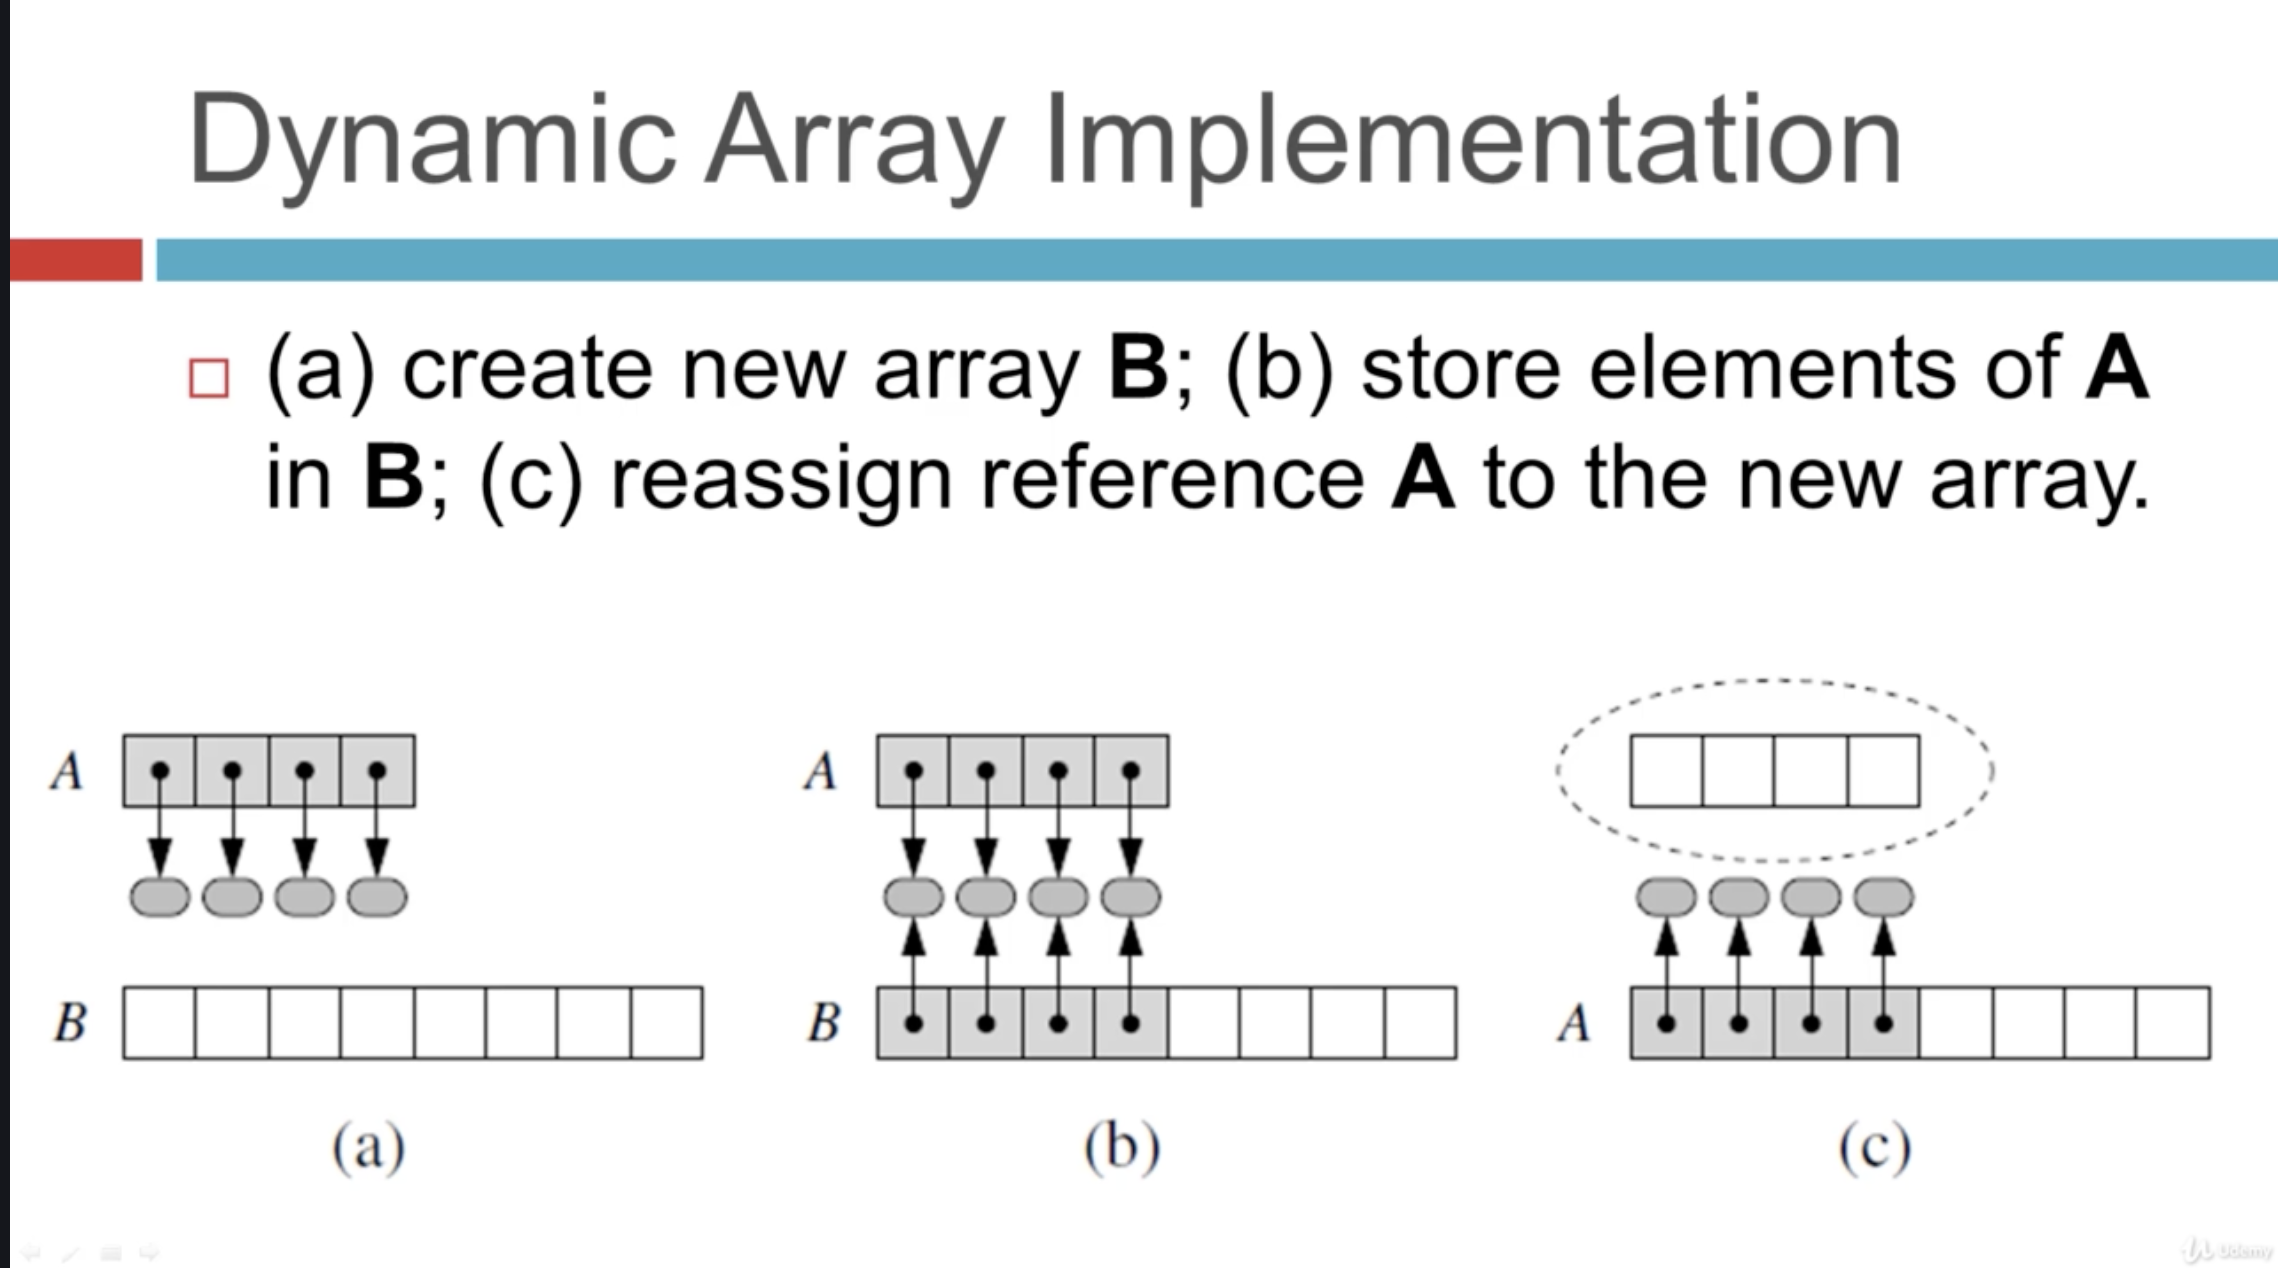 Dynamic Array Implementation
(a) create new array B; (b) store elements of A
in B; (c) reassign reference A to the new array.
A
A
B
B
A
(a)
(b)
(c)
Udemy